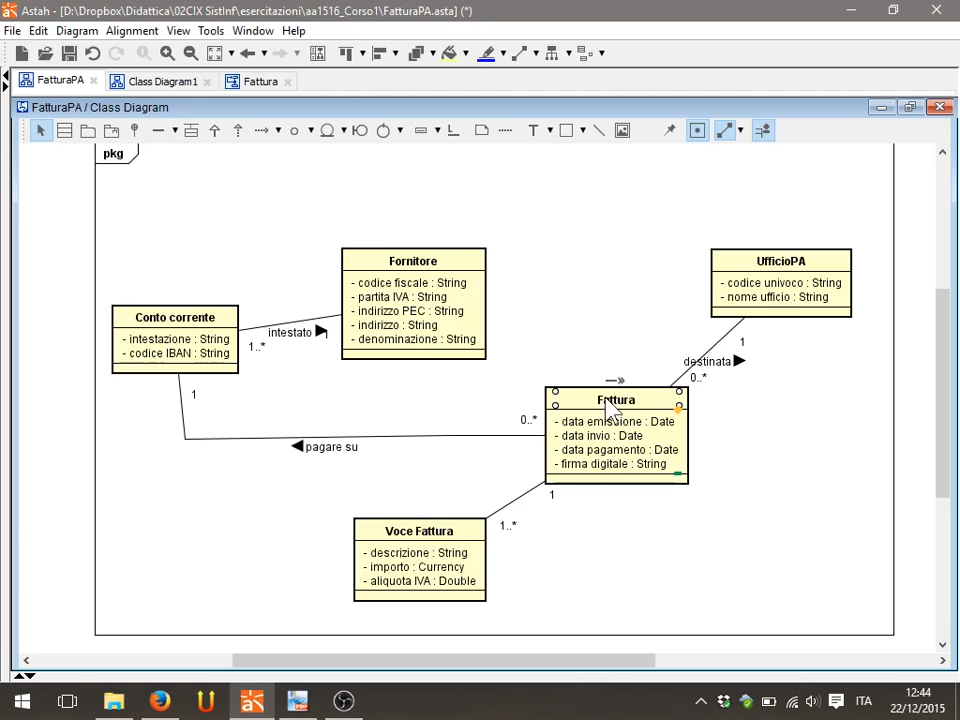 Astah - [D:\Dropbox\Didattica\02CIX SistInf\esercitazioni\aa1516_Corso1\FatturaPA.asta] (*)
File Edit Diagram Alignment View Tools Window Help
FatturaPA Class Diagram1 Fattura
FatturaPA / Class Diagram
T
pkg
Fornitore
- codice fiscale : String
- partita IVA : String
- indirizzo PEC : String
- indirizzo : String
- denominazione : String
UfficioPA
- codice univoco : String
- nome ufficio : String
Conto corrente
- intestazione : String
- codice IBAN : String
intestato
1
1..*
1
destinata
0..*
1
0..*
pagare su
Fattura
- data emissione : Date
- data invio : Date
- data pagamento : Date
- firma digitale : String
1
1..*
Voce Fattura
- descrizione : String
- importo : Currency
- aliquota IVA : Double
ITA
12:44
22/12/2015